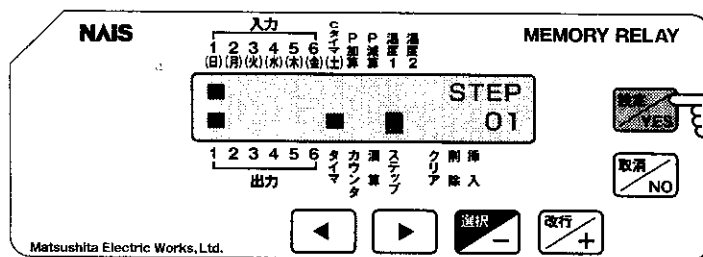 NAIS
MEMORY RELAY
入力
1 2 3 4 5 6
(日)(月)(火)(水)(木)(金)(土)
Cタイマ
P加算
P減算
温度1
温度2
STEP
01
1 2 3 4 5 6
出力
タイマ
カウンタ
演算
ステップ
クリア
削除
挿入
設定/YES
取消/NO
◀
▶
選択/−
改行/+
Matsushita Electric Works, Ltd.